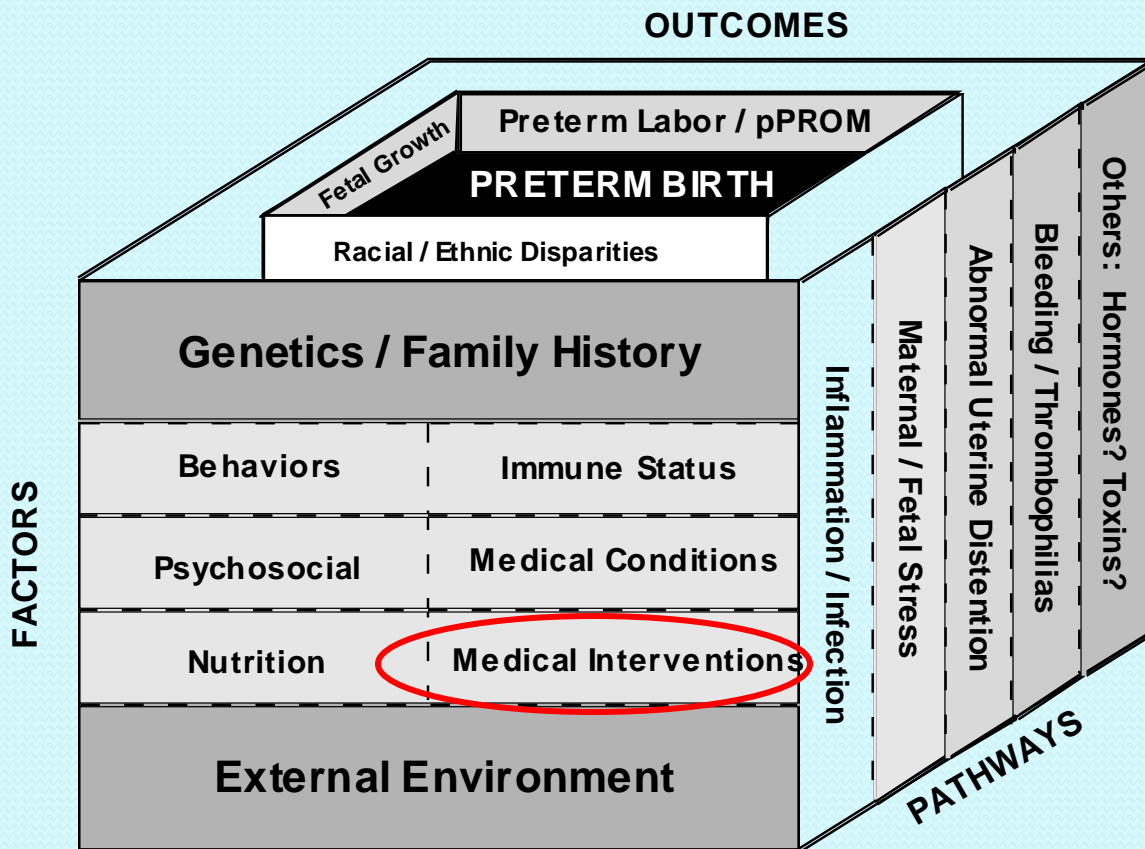 OUTCOMES
Preterm Labor / pPROM
Fetal Growth
PRETERM BIRTH
Racial / Ethnic Disparities
Genetics / Family History
Behaviors
Immune Status
Psychosocial
Medical Conditions
Nutrition
Medical Interventions
External Environment
FACTORS
Inflammation / Infection
Maternal / Fetal Stress
Abnormal Uterine Distention
Bleeding / Thrombophilias
Others: Hormones? Toxins?
PATHWAYS